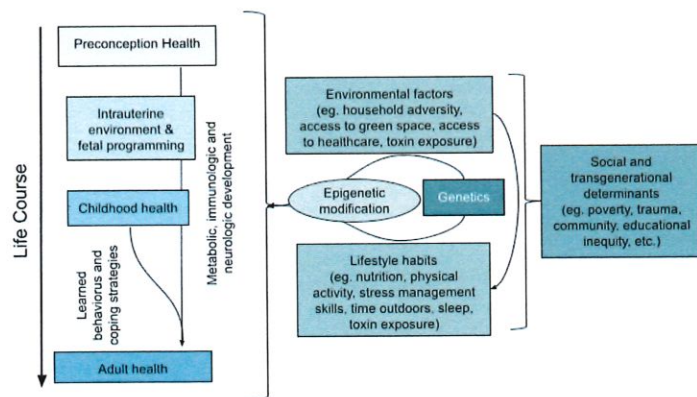 Life Course
Preconception Health
Intrauterine
environment &
fetal programming
Childhood health
Learned
behaviorus and
coping strategies
Adult health
Metabolic, immunologic and
neurologic development
Environmental factors
(eg. household adversity,
access to green space, access
to healthcare, toxin exposure)
Epigenetic
modification
Genetics
Lifestyle habits
(eg. nutrition, physical
activity, stress management
skills, time outdoors, sleep,
toxin exposure)
Social and
transgenerational
determinants
(eg. poverty, trauma,
community, educational
inequity, etc.)